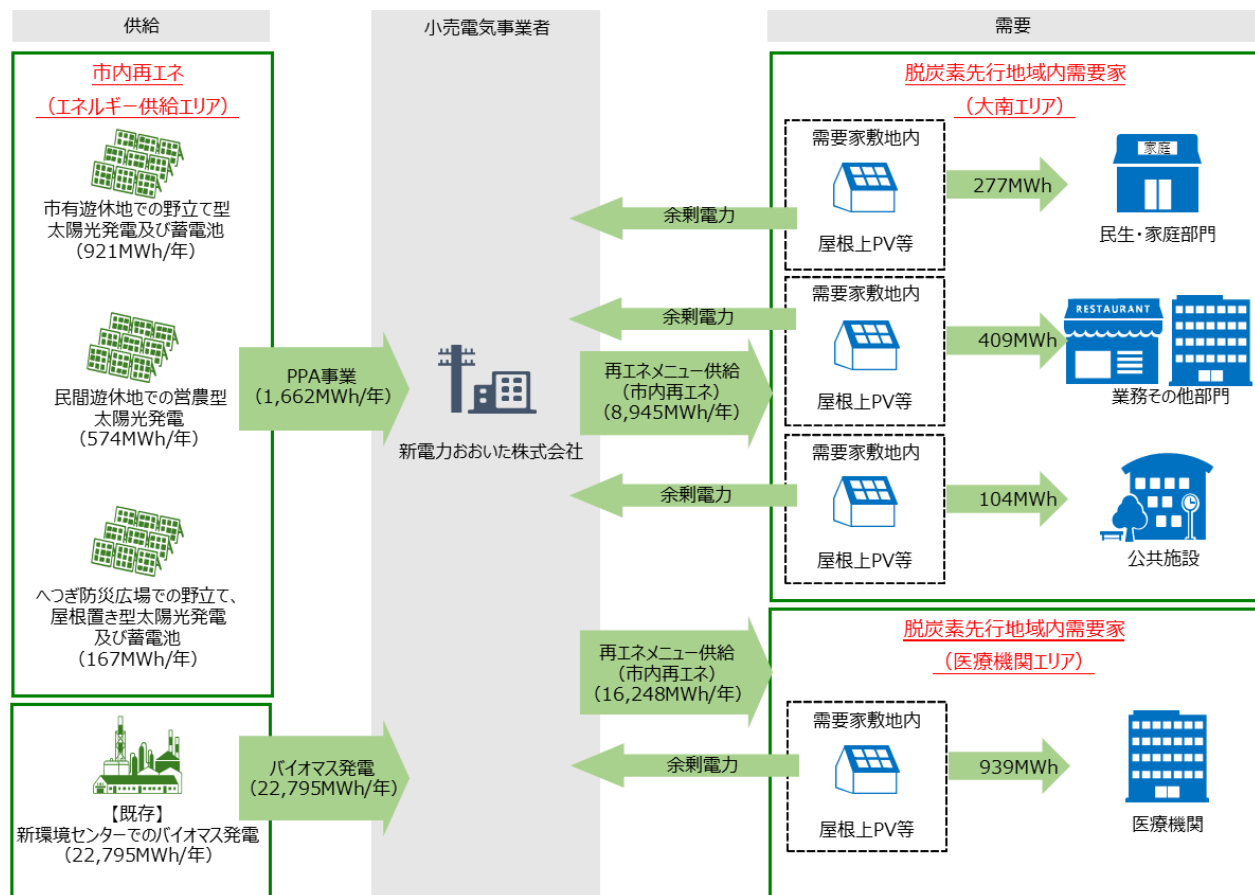 供給
小売電気事業者
需要
市内再エネ
（エネルギー供給エリア）
市有遊休地での野立て型
太陽光発電及び蓄電池
（921MWh/年）
民間遊休地での営農型
太陽光発電
（574MWh/年）
へつぎ防災広場での野立て、
屋根置き型太陽光発電
及び蓄電池
（167MWh/年）
【既存】
新環境センターでのバイオマス発電
（22,795MWh/年）
PPA事業
（1,662MWh/年）
バイオマス発電
（22,795MWh/年）
新電力おおいた株式会社
余剰電力
余剰電力
再エネメニュー供給
（市内再エネ）
（8,945MWh/年）
余剰電力
再エネメニュー供給
（市内再エネ）
（16,248MWh/年）
余剰電力
脱炭素先行地域内需要家
（大南エリア）
需要家敷地内
屋根上PV等
277MWh
家庭
民生・家庭部門
需要家敷地内
屋根上PV等
409MWh
RESTAURANT
業務その他部門
需要家敷地内
屋根上PV等
104MWh
公共施設
脱炭素先行地域内需要家
（医療機関エリア）
需要家敷地内
屋根上PV等
939MWh
医療機関